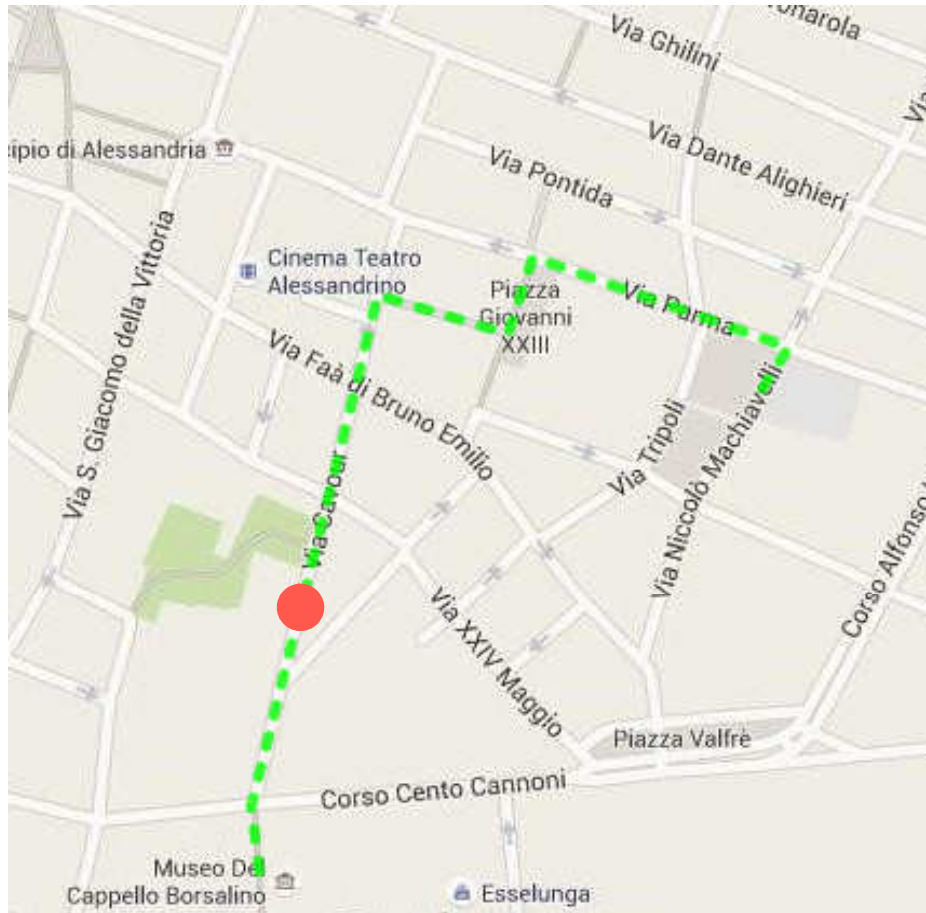 onarola
Via Ghilini
Via Dante Alighieri
cipio di Alessandria
Via Pontida
Via S. Giacomo della Vittoria
Cinema Teatro
Alessandrino
Piazza
Giovanni
XXIII
Via Parma
Via Faà di Bruno Emilio
Via Cavour
Via Tripoli
Via Niccolò Machiavelli
Corso Alfonso
Via XXIV Maggio
Piazza Valfrè
Corso Cento Cannoni
Museo Del
Cappello Borsalino
Esselunga